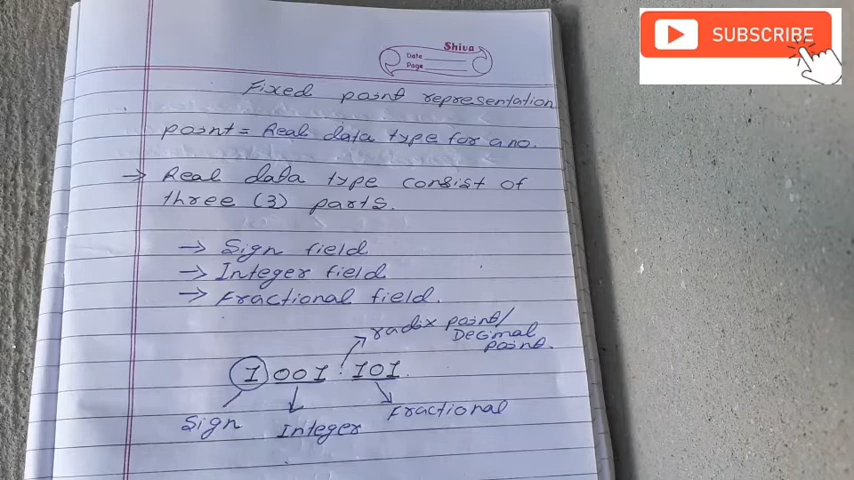 SUBSCRIBE
Shiva
Date
Page
Fixed point representation
point = Real data type for a no.
→ Real data type consist of
three (3) parts.
→ Sign field
→ Integer field
→ Fractional field.
radix point/
Decimal
point.
1 001 . 101.
Sign
Integer
Fractional